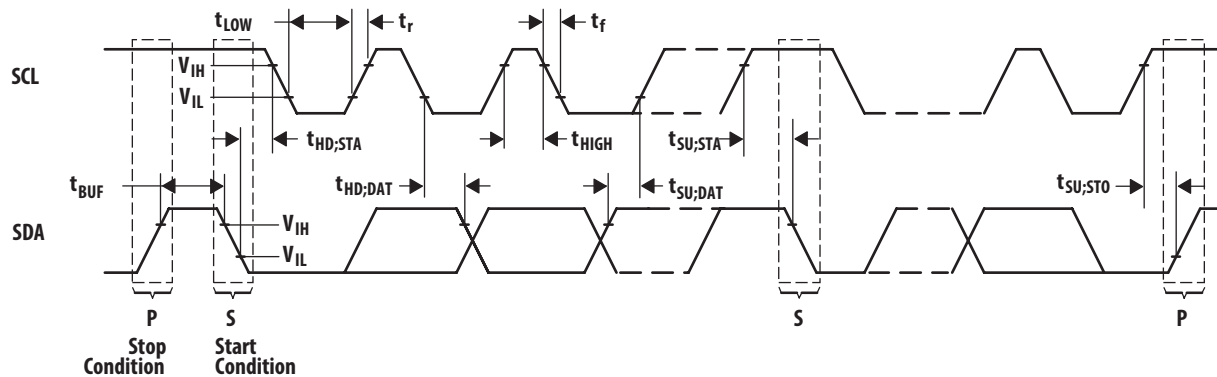 tLOW
tr
tf
SCL
VIH
VIL
tHD;STA
tHIGH
tSU;STA
tBUF
tHD;DAT
tSU;DAT
tSU;STO
SDA
VIH
VIL
P
S
S
P
Stop
Condition
Start
Condition